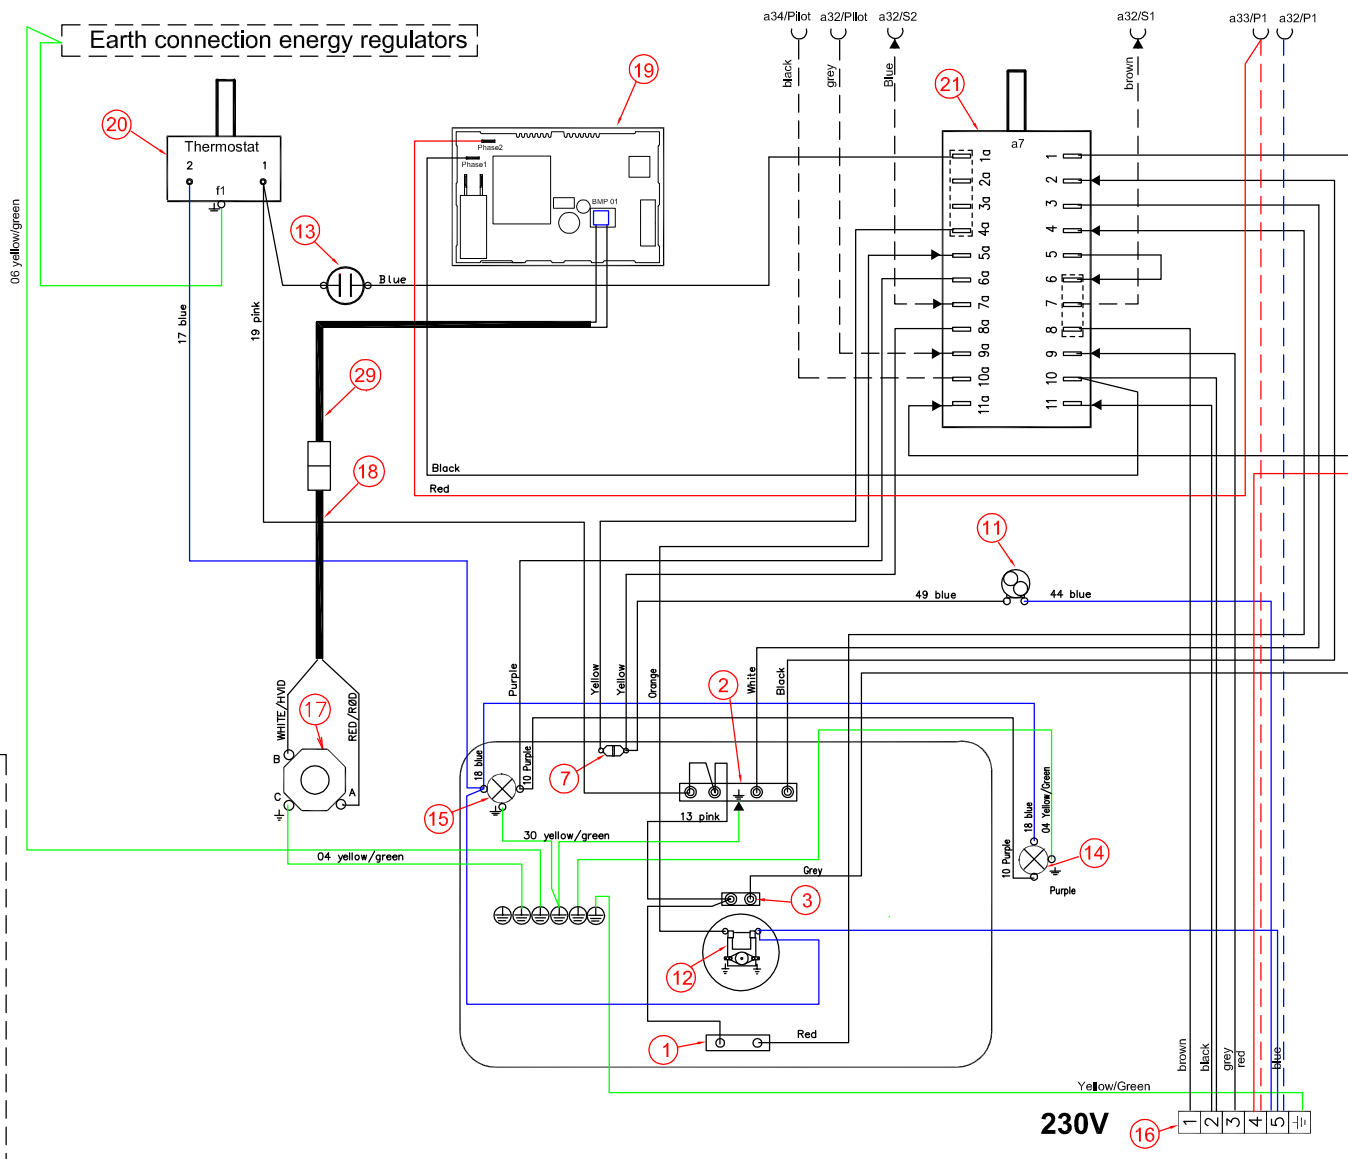 a34/Pilot a32/Pilot a32/S2 a32/S1 a33/P1 a32/P1
Earth connection energy regulators
black grey Blue brown
19
21
20
Thermostat
2 1
f1
Phase2
Phase1
BMP 01
a7
1a 1
2a 2
3a 3
4a 4
5a 5
6a 6
7a 7
8a 8
9a 9
10a 10
11a 11
06 yellow/green
13
Blue
17 blue
19 pink
29
18
Black
Red
11
49 blue 44 blue
Purple Yellow Yellow Orange White Black
2
WHITE/HVID
17
RED/RØD
B
A
C
18 blue
10 Purple
7
15
13 pink
30 yellow/green
04 yellow/green
18 blue
04 Yellow/Green
10 Purple
14
Purple
Grey
3
12
Red
1
brown black grey red blue
Yellow/Green
230V
16
1 2 3 4 5